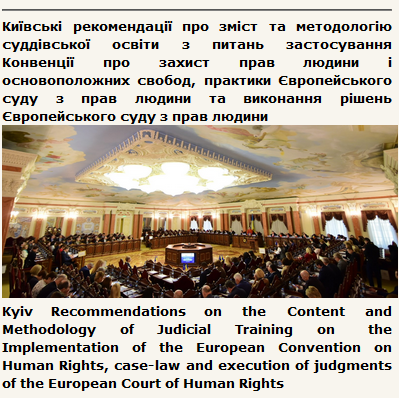 Київські рекомендації про зміст та методологію
суддівської освіти з питань застосування
Конвенції про захист прав людини і
основоположних свобод, практики Європейського
суду з прав людини та виконання рішень
Європейського суду з прав людини
Kyiv Recommendations on the Content and
Methodology of Judicial Training on the
Implementation of the European Convention on
Human Rights, case-law and execution of judgments
of the European Court of Human Rights